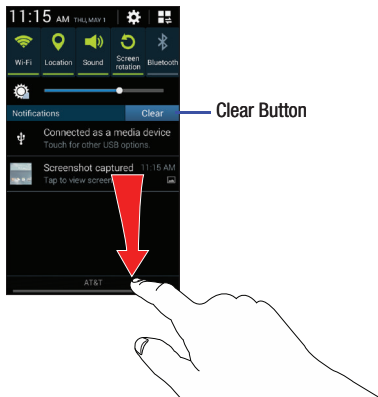 11:15 AM THU, MAY 1
Wi-Fi Location Sound Screen rotation Bluetooth
Notifications Clear
Clear Button
Connected as a media device
Touch for other USB options.
Screenshot captured 11:15 AM
Tap to view screen
AT&T